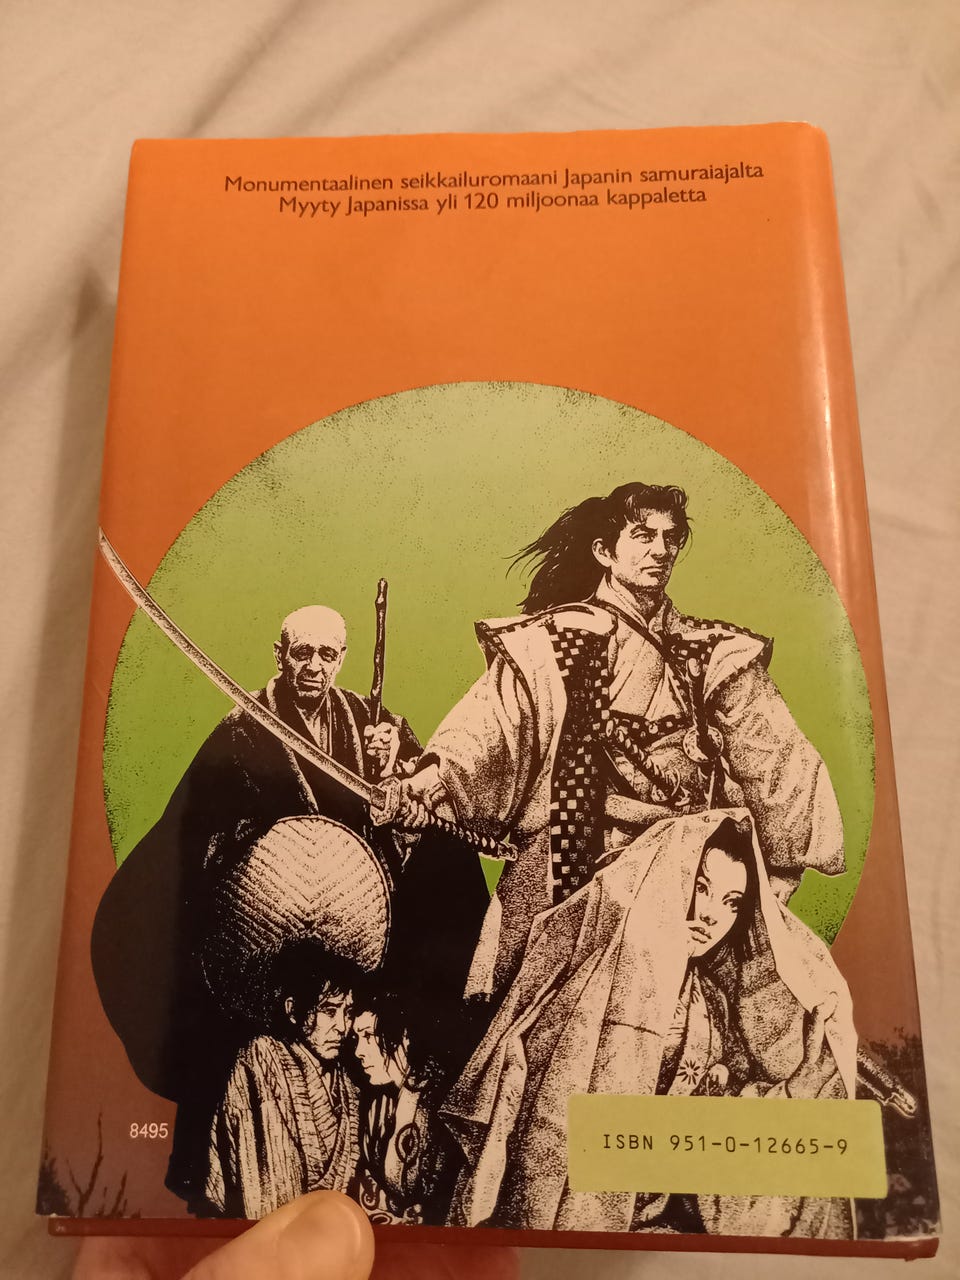 Monumentaalinen seikkailuromaani Japanin samuraiajalta
Myyty Japanissa yli 120 miljoonaa kappaletta
8495
ISBN 951-0-12665-9